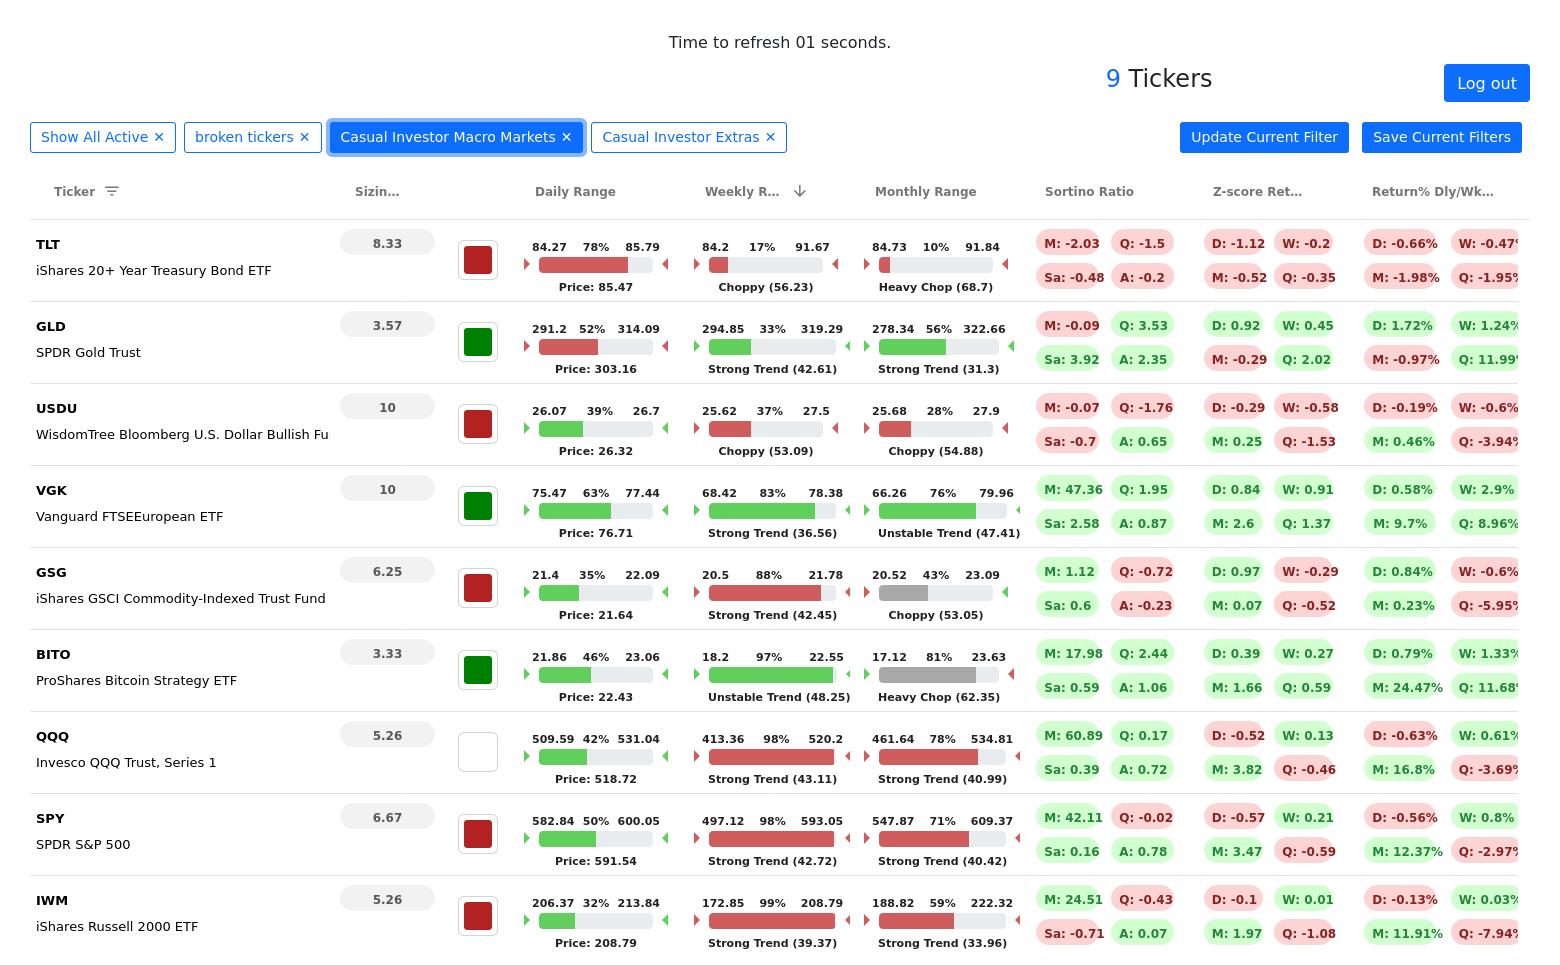 Time to refresh 01 seconds.
9 Tickers
Log out
Show All Active ✕ broken tickers ✕ Casual Investor Macro Markets ✕ Casual Investor Extras ✕ Update Current Filter Save Current Filters
Ticker Sizin... Daily Range Weekly R... Monthly Range Sortino Ratio Z-score Ret... Return% Dly/Wk...
TLT 8.33 84.27 78% 85.79 84.2 17% 91.67 84.73 10% 91.84 M: -2.03 Q: -1.5 D: -1.12 W: -0.2 D: -0.66% W: -0.47%
iShares 20+ Year Treasury Bond ETF Sa: -0.48 A: -0.2 M: -0.52 Q: -0.35 M: -1.98% Q: -1.95%
Price: 85.47 Choppy (56.23) Heavy Chop (68.7)
GLD 3.57 291.2 52% 314.09 294.85 33% 319.29 278.34 56% 322.66 M: -0.09 Q: 3.53 D: 0.92 W: 0.45 D: 1.72% W: 1.24%
SPDR Gold Trust Sa: 3.92 A: 2.35 M: -0.29 Q: 2.02 M: -0.97% Q: 11.99%
Price: 303.16 Strong Trend (42.61) Strong Trend (31.3)
USDU 10 26.07 39% 26.7 25.62 37% 27.5 25.68 28% 27.9 M: -0.07 Q: -1.76 D: -0.29 W: -0.58 D: -0.19% W: -0.6%
WisdomTree Bloomberg U.S. Dollar Bullish Fu Sa: -0.7 A: 0.65 M: 0.25 Q: -1.53 M: 0.46% Q: -3.94%
Price: 26.32 Choppy (53.09) Choppy (54.88)
VGK 10 75.47 63% 77.44 68.42 83% 78.38 66.26 76% 79.96 M: 47.36 Q: 1.95 D: 0.84 W: 0.91 D: 0.58% W: 2.9%
Vanguard FTSEEuropean ETF Sa: 2.58 A: 0.87 M: 2.6 Q: 1.37 M: 9.7% Q: 8.96%
Price: 76.71 Strong Trend (36.56) Unstable Trend (47.41)
GSG 6.25 21.4 35% 22.09 20.5 88% 21.78 20.52 43% 23.09 M: 1.12 Q: -0.72 D: 0.97 W: -0.29 D: 0.84% W: -0.6%
iShares GSCI Commodity-Indexed Trust Fund Sa: 0.6 A: -0.23 M: 0.07 Q: -0.52 M: 0.23% Q: -5.95%
Price: 21.64 Strong Trend (42.45) Choppy (53.05)
BITO 3.33 21.86 46% 23.06 18.2 97% 22.55 17.12 81% 23.63 M: 17.98 Q: 2.44 D: 0.39 W: 0.27 D: 0.79% W: 1.33%
ProShares Bitcoin Strategy ETF Sa: 0.59 A: 1.06 M: 1.66 Q: 0.59 M: 24.47% Q: 11.68%
Price: 22.43 Unstable Trend (48.25) Heavy Chop (62.35)
QQQ 5.26 509.59 42% 531.04 413.36 98% 520.2 461.64 78% 534.81 M: 60.89 Q: 0.17 D: -0.52 W: 0.13 D: -0.63% W: 0.61%
Invesco QQQ Trust, Series 1 Sa: 0.39 A: 0.72 M: 3.82 Q: -0.46 M: 16.8% Q: -3.69%
Price: 518.72 Strong Trend (43.11) Strong Trend (40.99)
SPY 6.67 582.84 50% 600.05 497.12 98% 593.05 547.87 71% 609.37 M: 42.11 Q: -0.02 D: -0.57 W: 0.21 D: -0.56% W: 0.8%
SPDR S&P 500 Sa: 0.16 A: 0.78 M: 3.47 Q: -0.59 M: 12.37% Q: -2.97%
Price: 591.54 Strong Trend (42.72) Strong Trend (40.42)
IWM 5.26 206.37 32% 213.84 172.85 99% 208.79 188.82 59% 222.32 M: 24.51 Q: -0.43 D: -0.1 W: 0.01 D: -0.13% W: 0.03%
iShares Russell 2000 ETF Sa: -0.71 A: 0.07 M: 1.97 Q: -1.08 M: 11.91% Q: -7.94%
Price: 208.79 Strong Trend (39.37) Strong Trend (33.96)